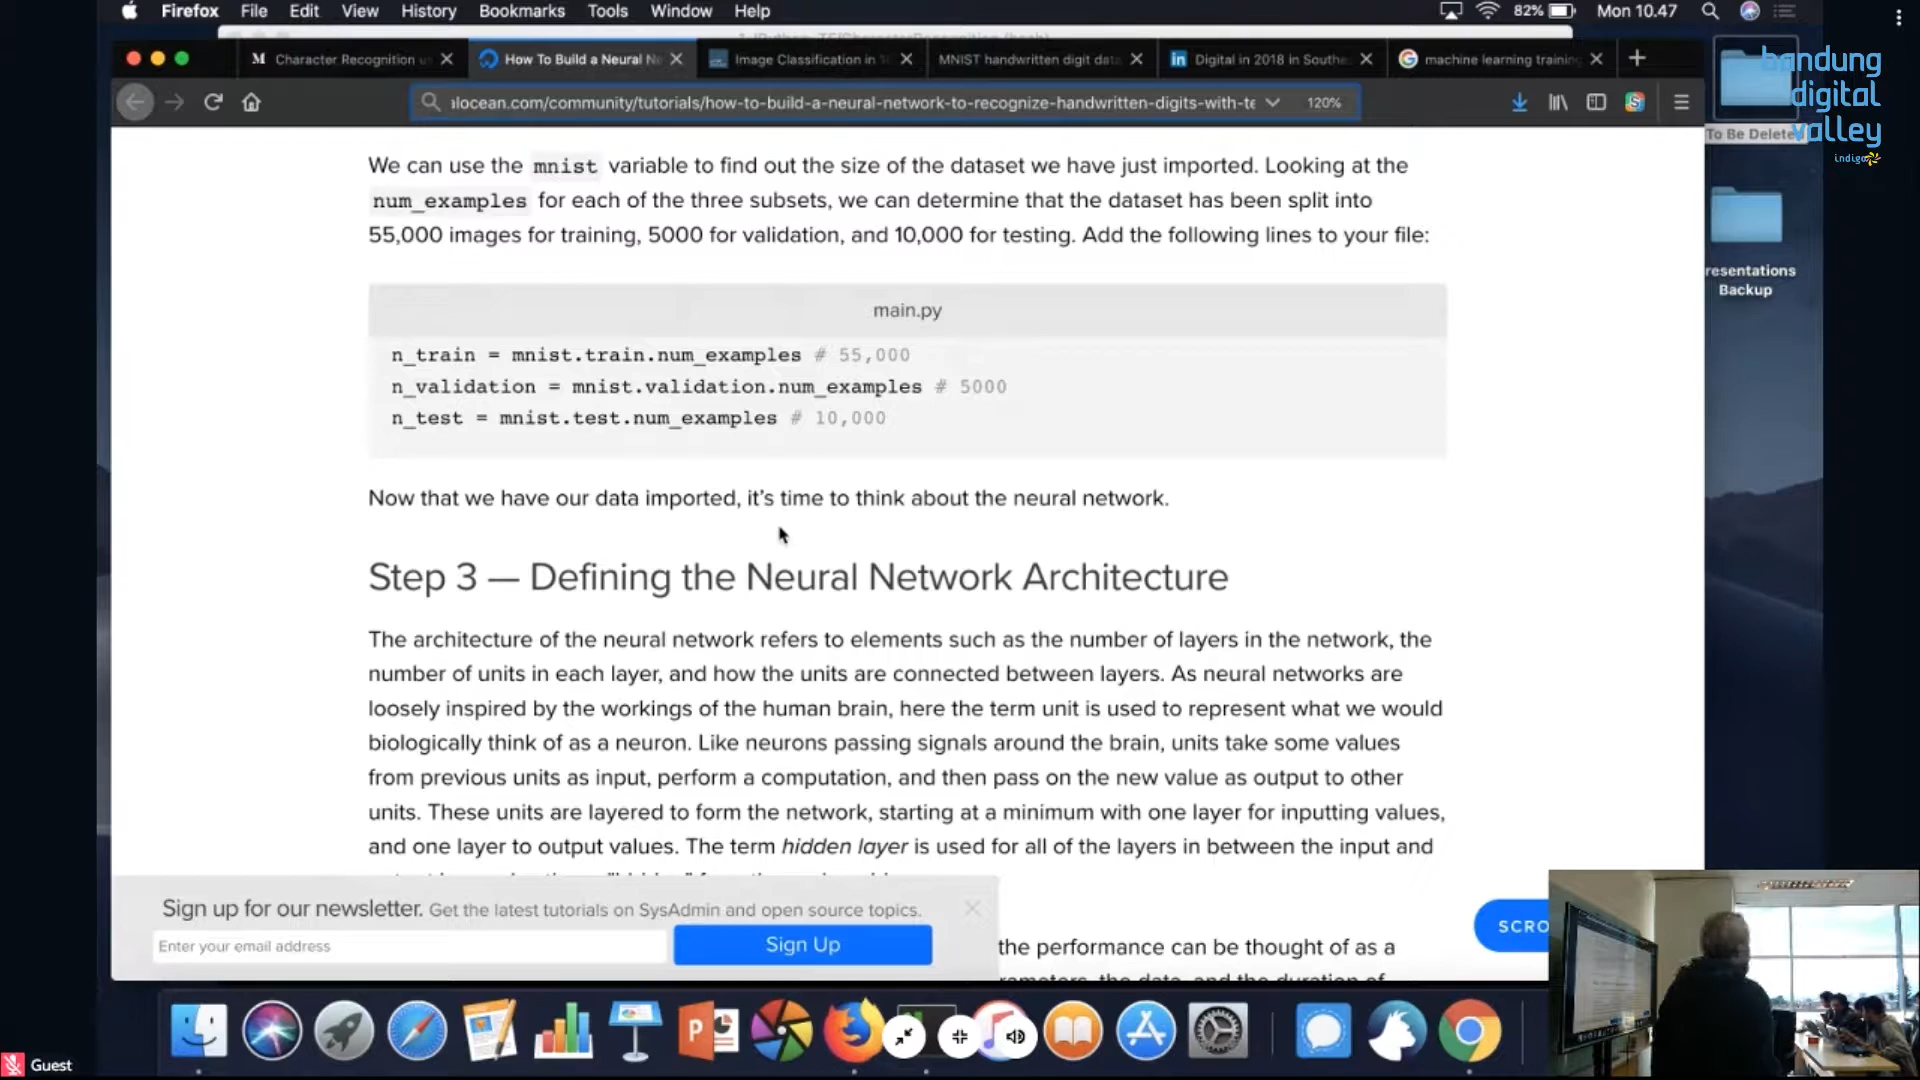 Firefox File Edit View History Bookmarks Tools Window Help
82% Mon 10.47
Character Recognition u
How To Build a Neural N
Image Classification in
MNIST handwritten digit dat
Digital in 2018 in Southe
machine learning training
alocean.com/community/tutorials/how-to-build-a-neural-network-to-recognize-handwritten-digits-with-te
120%
bandung
digital
valley
indigo
To Be Delete
resentations
Backup
We can use the mnist variable to find out the size of the dataset we have just imported. Looking at the
num_examples for each of the three subsets, we can determine that the dataset has been split into
55,000 images for training, 5000 for validation, and 10,000 for testing. Add the following lines to your file:
main.py
n_train = mnist.train.num_examples # 55,000
n_validation = mnist.validation.num_examples # 5000
n_test = mnist.test.num_examples # 10,000
Now that we have our data imported, it's time to think about the neural network.
Step 3 — Defining the Neural Network Architecture
The architecture of the neural network refers to elements such as the number of layers in the network, the
number of units in each layer, and how the units are connected between layers. As neural networks are
loosely inspired by the workings of the human brain, here the term unit is used to represent what we would
biologically think of as a neuron. Like neurons passing signals around the brain, units take some values
from previous units as input, perform a computation, and then pass on the new value as output to other
units. These units are layered to form the network, starting at a minimum with one layer for inputting values,
and one layer to output values. The term hidden layer is used for all of the layers in between the input and
Sign up for our newsletter. Get the latest tutorials on SysAdmin and open source topics.
Enter your email address
Sign Up
the performance can be thought of as a
SCRO
Guest